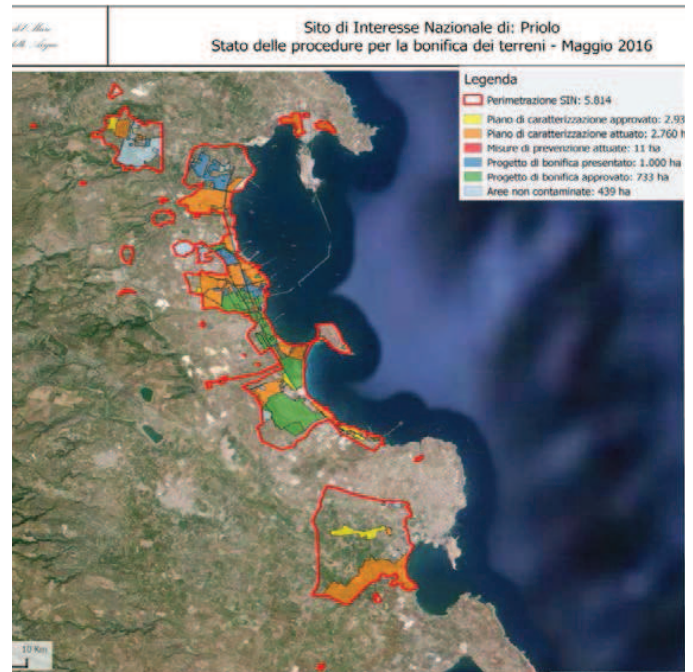 del Mare
Sito di Interesse Nazionale di: Priolo
Stato delle procedure per la bonifica dei terreni - Maggio 2016
Legenda
Perimetrazione SIN: 5.814
Piano di caratterizzazione approvato: 2.93
Piano di caratterizzazione attuato: 2.760 h
Misure di prevenzione attuate: 11 ha
Progetto di bonifica presentato: 1.000 ha
Progetto di bonifica approvato: 733 ha
Aree non contaminate: 439 ha
10 Km